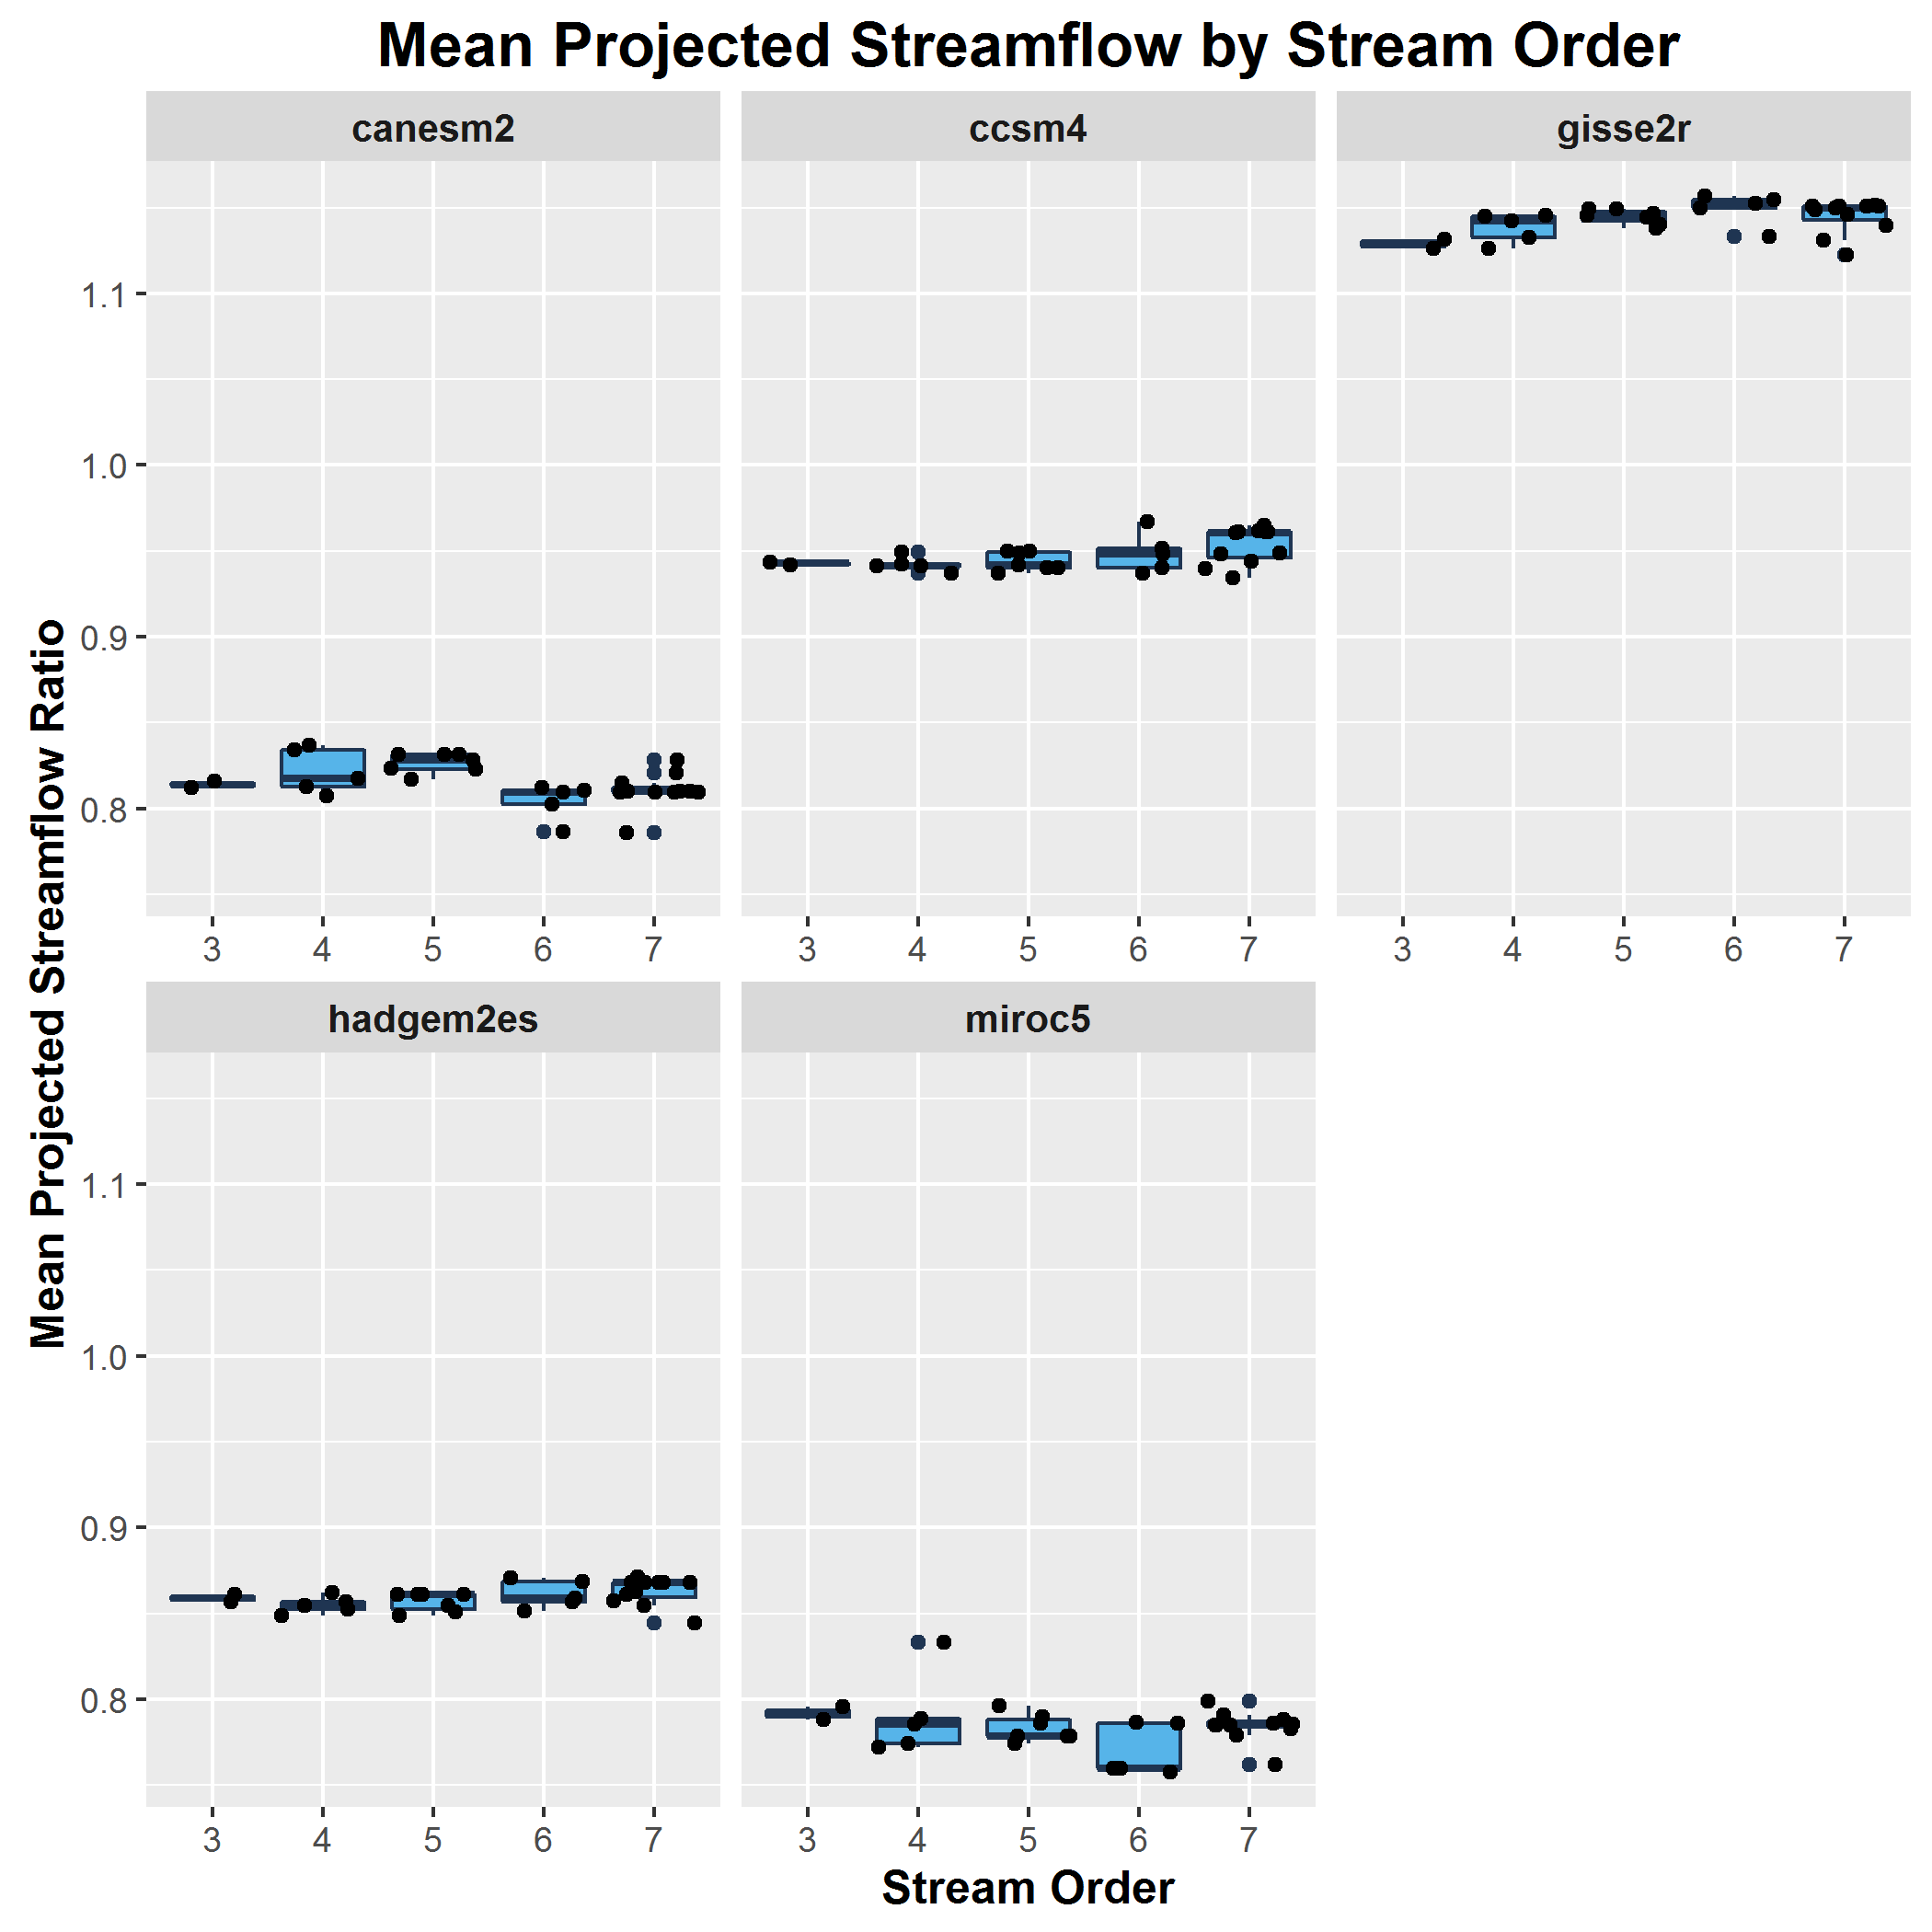 Mean Projected Streamflow by Stream Order
canesm2
ccsm4
gisse2r
Mean Projected Streamflow Ratio
1.1
1.0
0.9
0.8
3 4 5 6 7
3 4 5 6 7
3 4 5 6 7
hadgem2es
miroc5
1.1
1.0
0.9
0.8
3 4 5 6 7
3 4 5 6 7
Stream Order